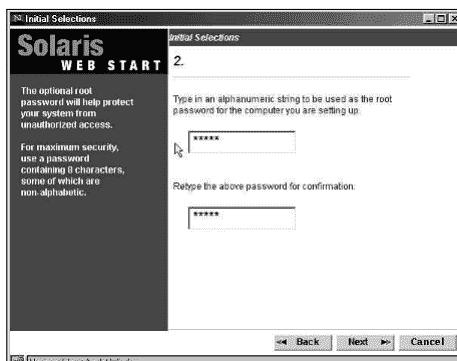 Initial Selections
Solaris
WEB START
The optional root
password will help protect
your system from
unauthorized access.
For maximum security,
use a password
containing 8 characters,
some of which are
non-alphabetic.
Initial Selections
2.
Type in an alphanumeric string to be used as the root
password for the computer you are setting up.
*****
Retype the above password for confirmation:
*****
Back
Next
Cancel